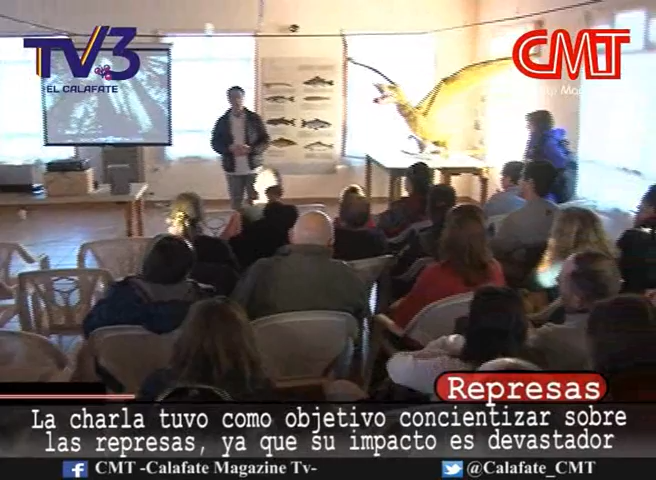 TV3
EL CALAFATE
CMT
Represas
La charla tuvo como objetivo concientizar sobre
las represas, ya que su impacto es devastador
CMT -Calafate Magazine Tv-
@Calafate_CMT